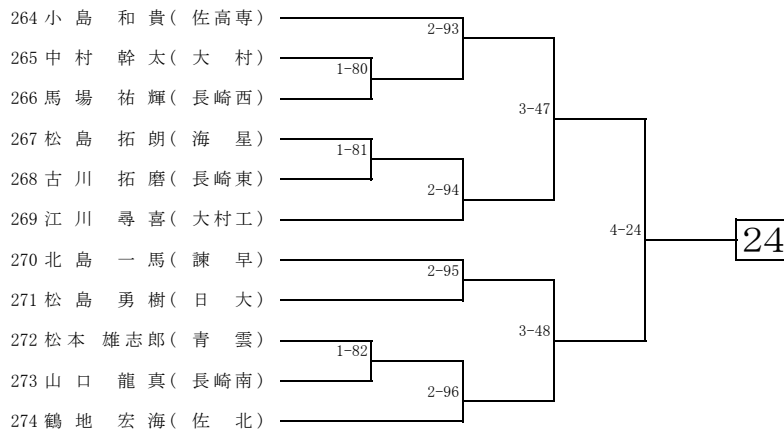 264 小 島 和 貴( 佐高専 )
2-93
265 中 村 幹 太( 大 村 )
1-80
266 馬 場 祐 輝( 長崎西 )
3-47
267 松 島 拓 朗( 海 星 )
1-81
268 古 川 拓 磨( 長崎東 )
2-94
269 江 川 尋 喜( 大村工 )
4-24
24
270 北 島 一 馬( 諫 早 )
2-95
271 松 島 勇 樹( 日 大 )
3-48
272 松 本 雄志郎( 青 雲 )
1-82
273 山 口 龍 真( 長崎南 )
2-96
274 鶴 地 宏 海( 佐 北 )